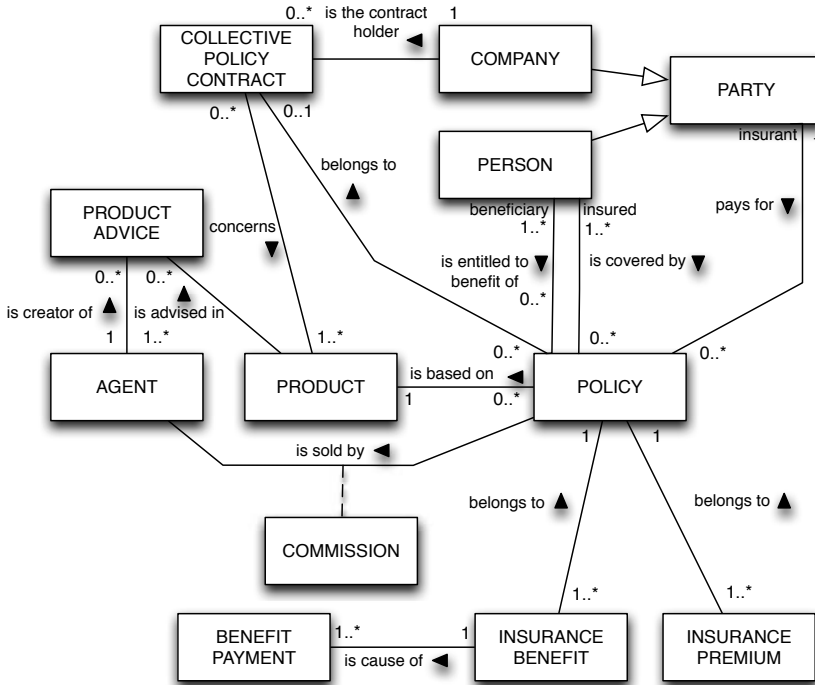 0..*
is the contract
holder
1
COLLECTIVE
POLICY
CONTRACT
COMPANY
PARTY
0..*
0..1
insurant
PERSON
belongs to
beneficiary
insured
1..*
1..*
pays for
PRODUCT
ADVICE
concerns
is entitled to
benefit of
is covered by
0..*
0..*
0..*
is creator of
is advised in
1
1..*
1..*
0..*
0..*
0..*
AGENT
PRODUCT
is based on
POLICY
1
0..*
is sold by
1
1
belongs to
belongs to
COMMISSION
1..*
1..*
BENEFIT
PAYMENT
1..*
1
is cause of
INSURANCE
BENEFIT
INSURANCE
PREMIUM